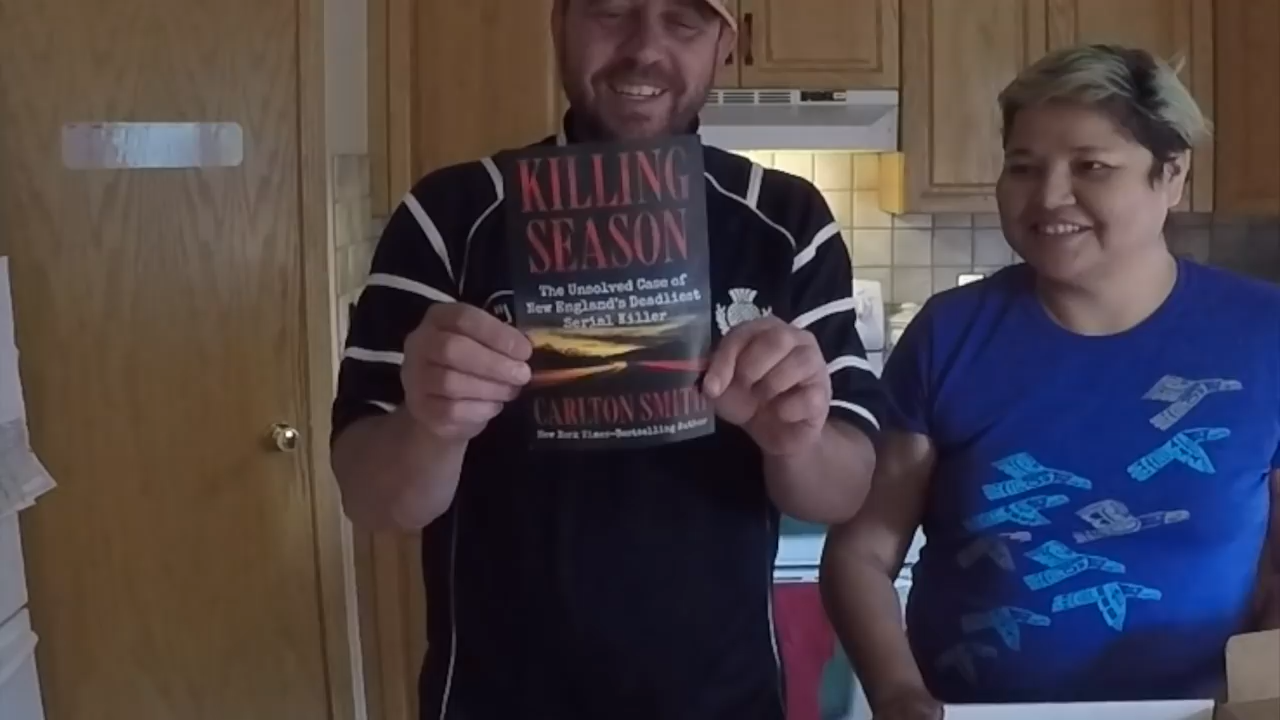 KILLING
SEASON
The Unsolved Case of
New England's Deadliest
Serial Killer
CARLTON SMITH
New York Times–Bestselling Author